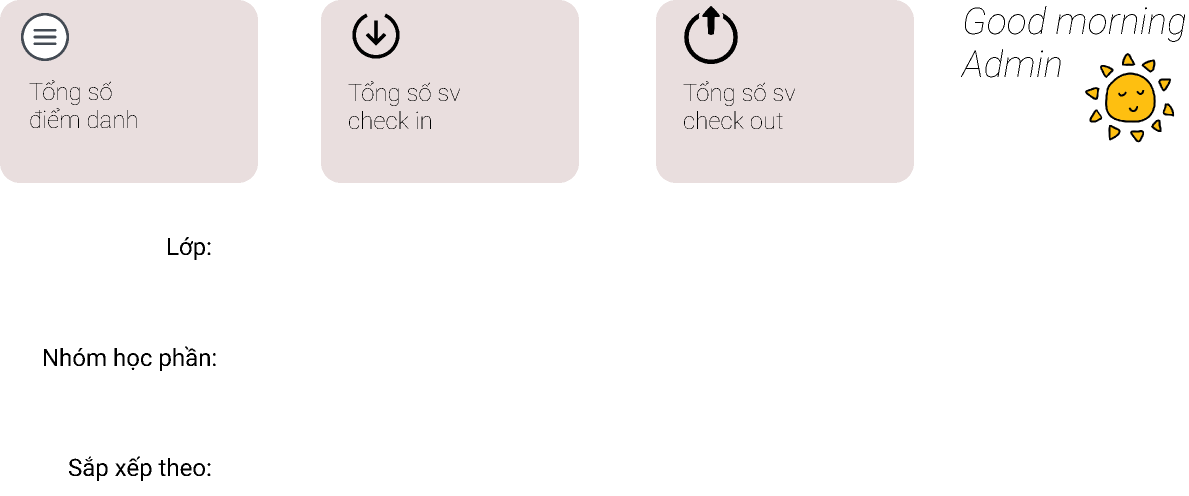 Tổng số
điểm danh
Tổng số sv
check in
Tổng số sv
check out
Good morning
Admin
Lớp:
Nhóm học phần:
Sắp xếp theo: